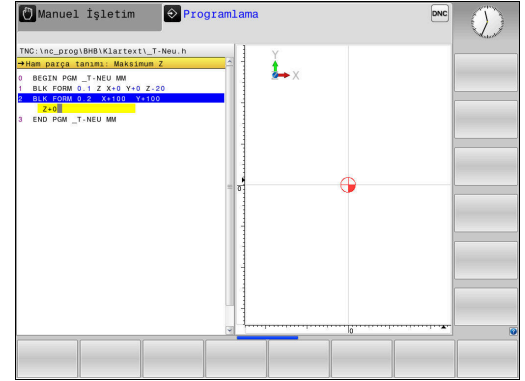 Manuel İşletim
Programlama
DNC
TNC:\nc_prog\BHB\Klartext\_T-Neu.h
→Ham parça tanımı: Maksimum Z
0 BEGIN PGM _T-NEU MM
1 BLK FORM 0.1 Z X+0 Y+0 Z-20
2 BLK FORM 0.2 X+100 Y+100
Z+0
3 END PGM _T-NEU MM
Y
X
0
0